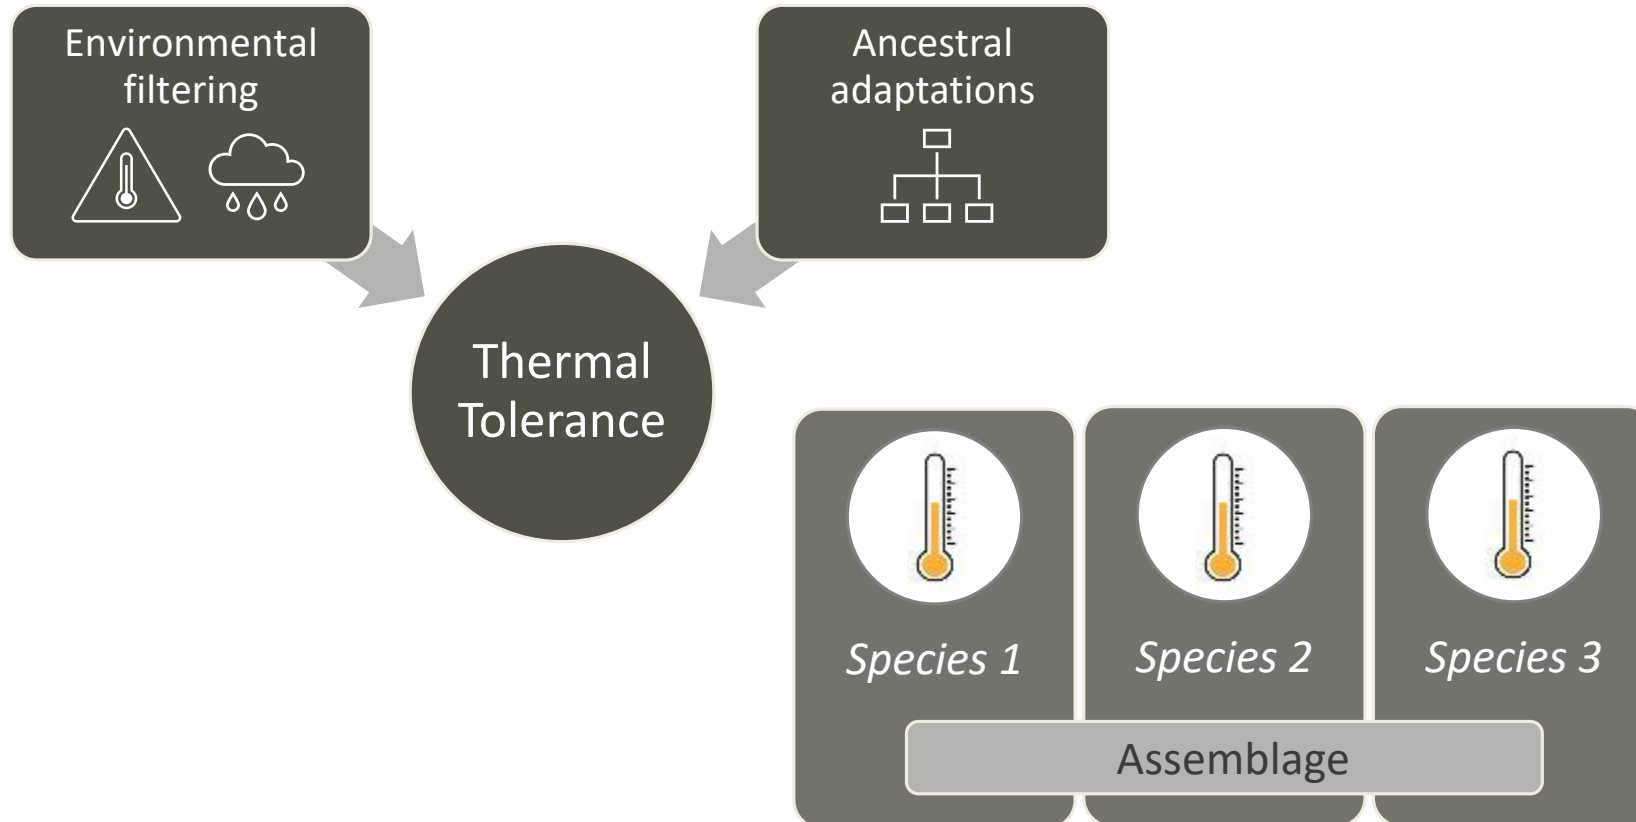 Environmental
filtering
Ancestral
adaptations
Thermal
Tolerance
Species 1
Species 2
Species 3
Assemblage